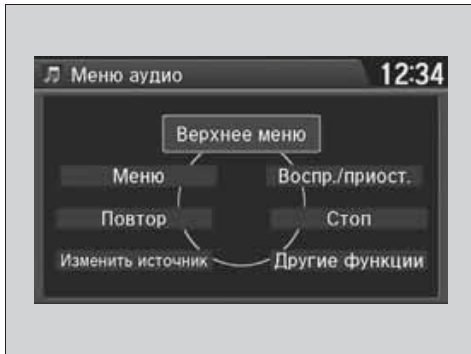 Меню аудио 12:34
Верхнее меню
Меню Воспр./приост.
Повтор Стоп
Изменить источник Другие функции